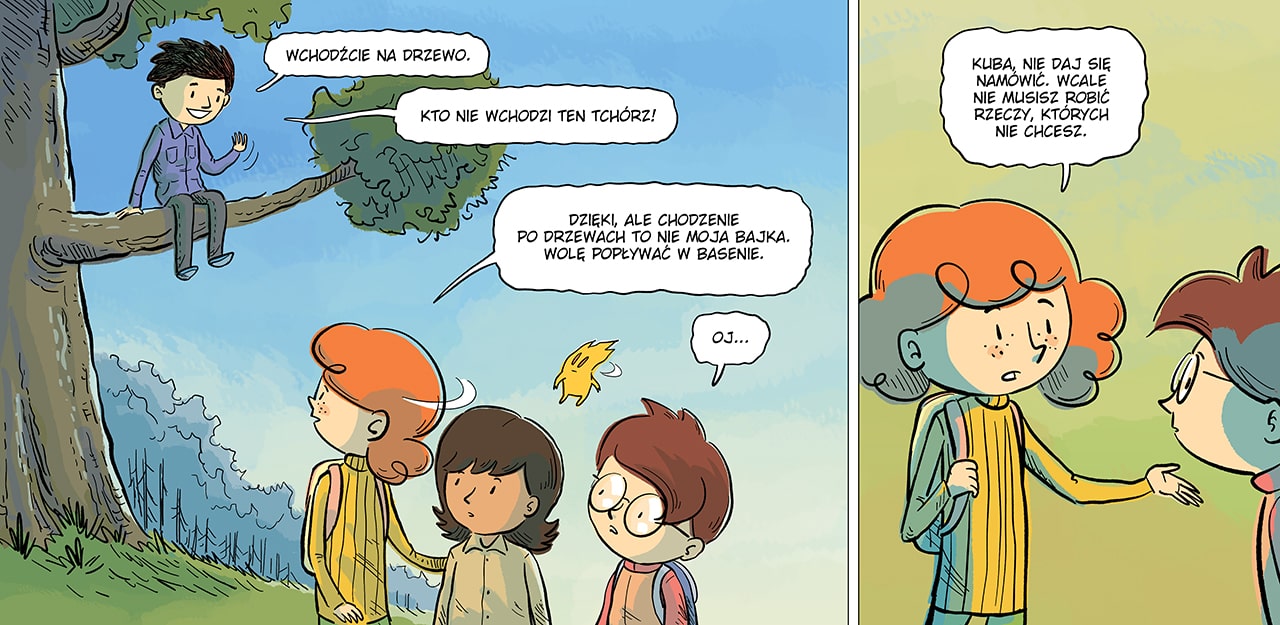 WCHODŹCIE NA DRZEWO.
KTO NIE WCHODZI TEN TCHÓRZ!
DZIĘKI, ALE CHODZENIE
PO DRZEWACH TO NIE MOJA BAJKA.
WOLĘ POPŁYWAĆ W BASENIE.
OJ...
KUBA, NIE DAJ SIĘ
NAMÓWIĆ. WCALE
NIE MUSISZ ROBIĆ
RZECZY, KTÓRYCH
NIE CHCESZ.